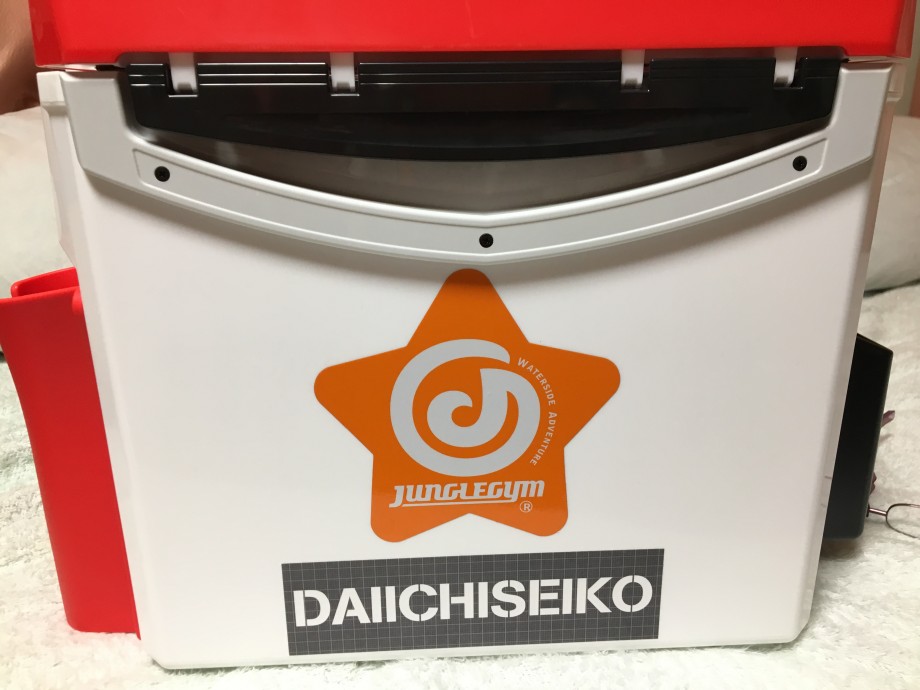 WATERSIDE ADVENTURE
JUNGLEGYM
®
DAIICHISEIKO